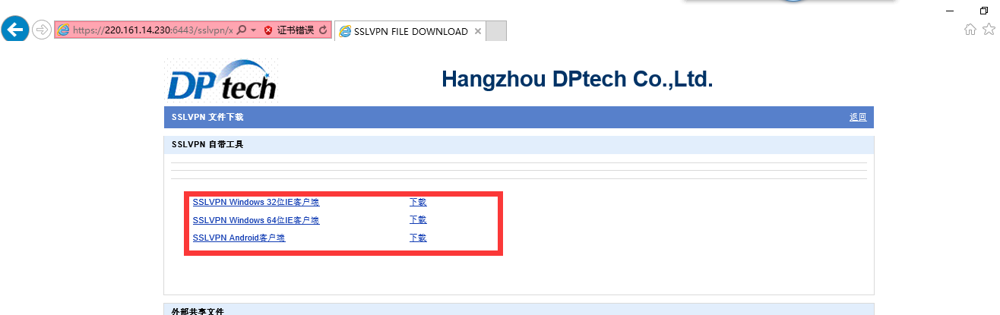 https://220.161.14.230:6443/sslvpn/x 证书错误 SSLVPN FILE DOWNLOAD
DPtech Hangzhou DPtech Co.,Ltd.
SSLVPN 文件下载 返回
SSLVPN 自带工具
SSLVPN Windows 32位IE客户端 下载
SSLVPN Windows 64位IE客户端 下载
SSLVPN Android客户端 下载
外部共享文件